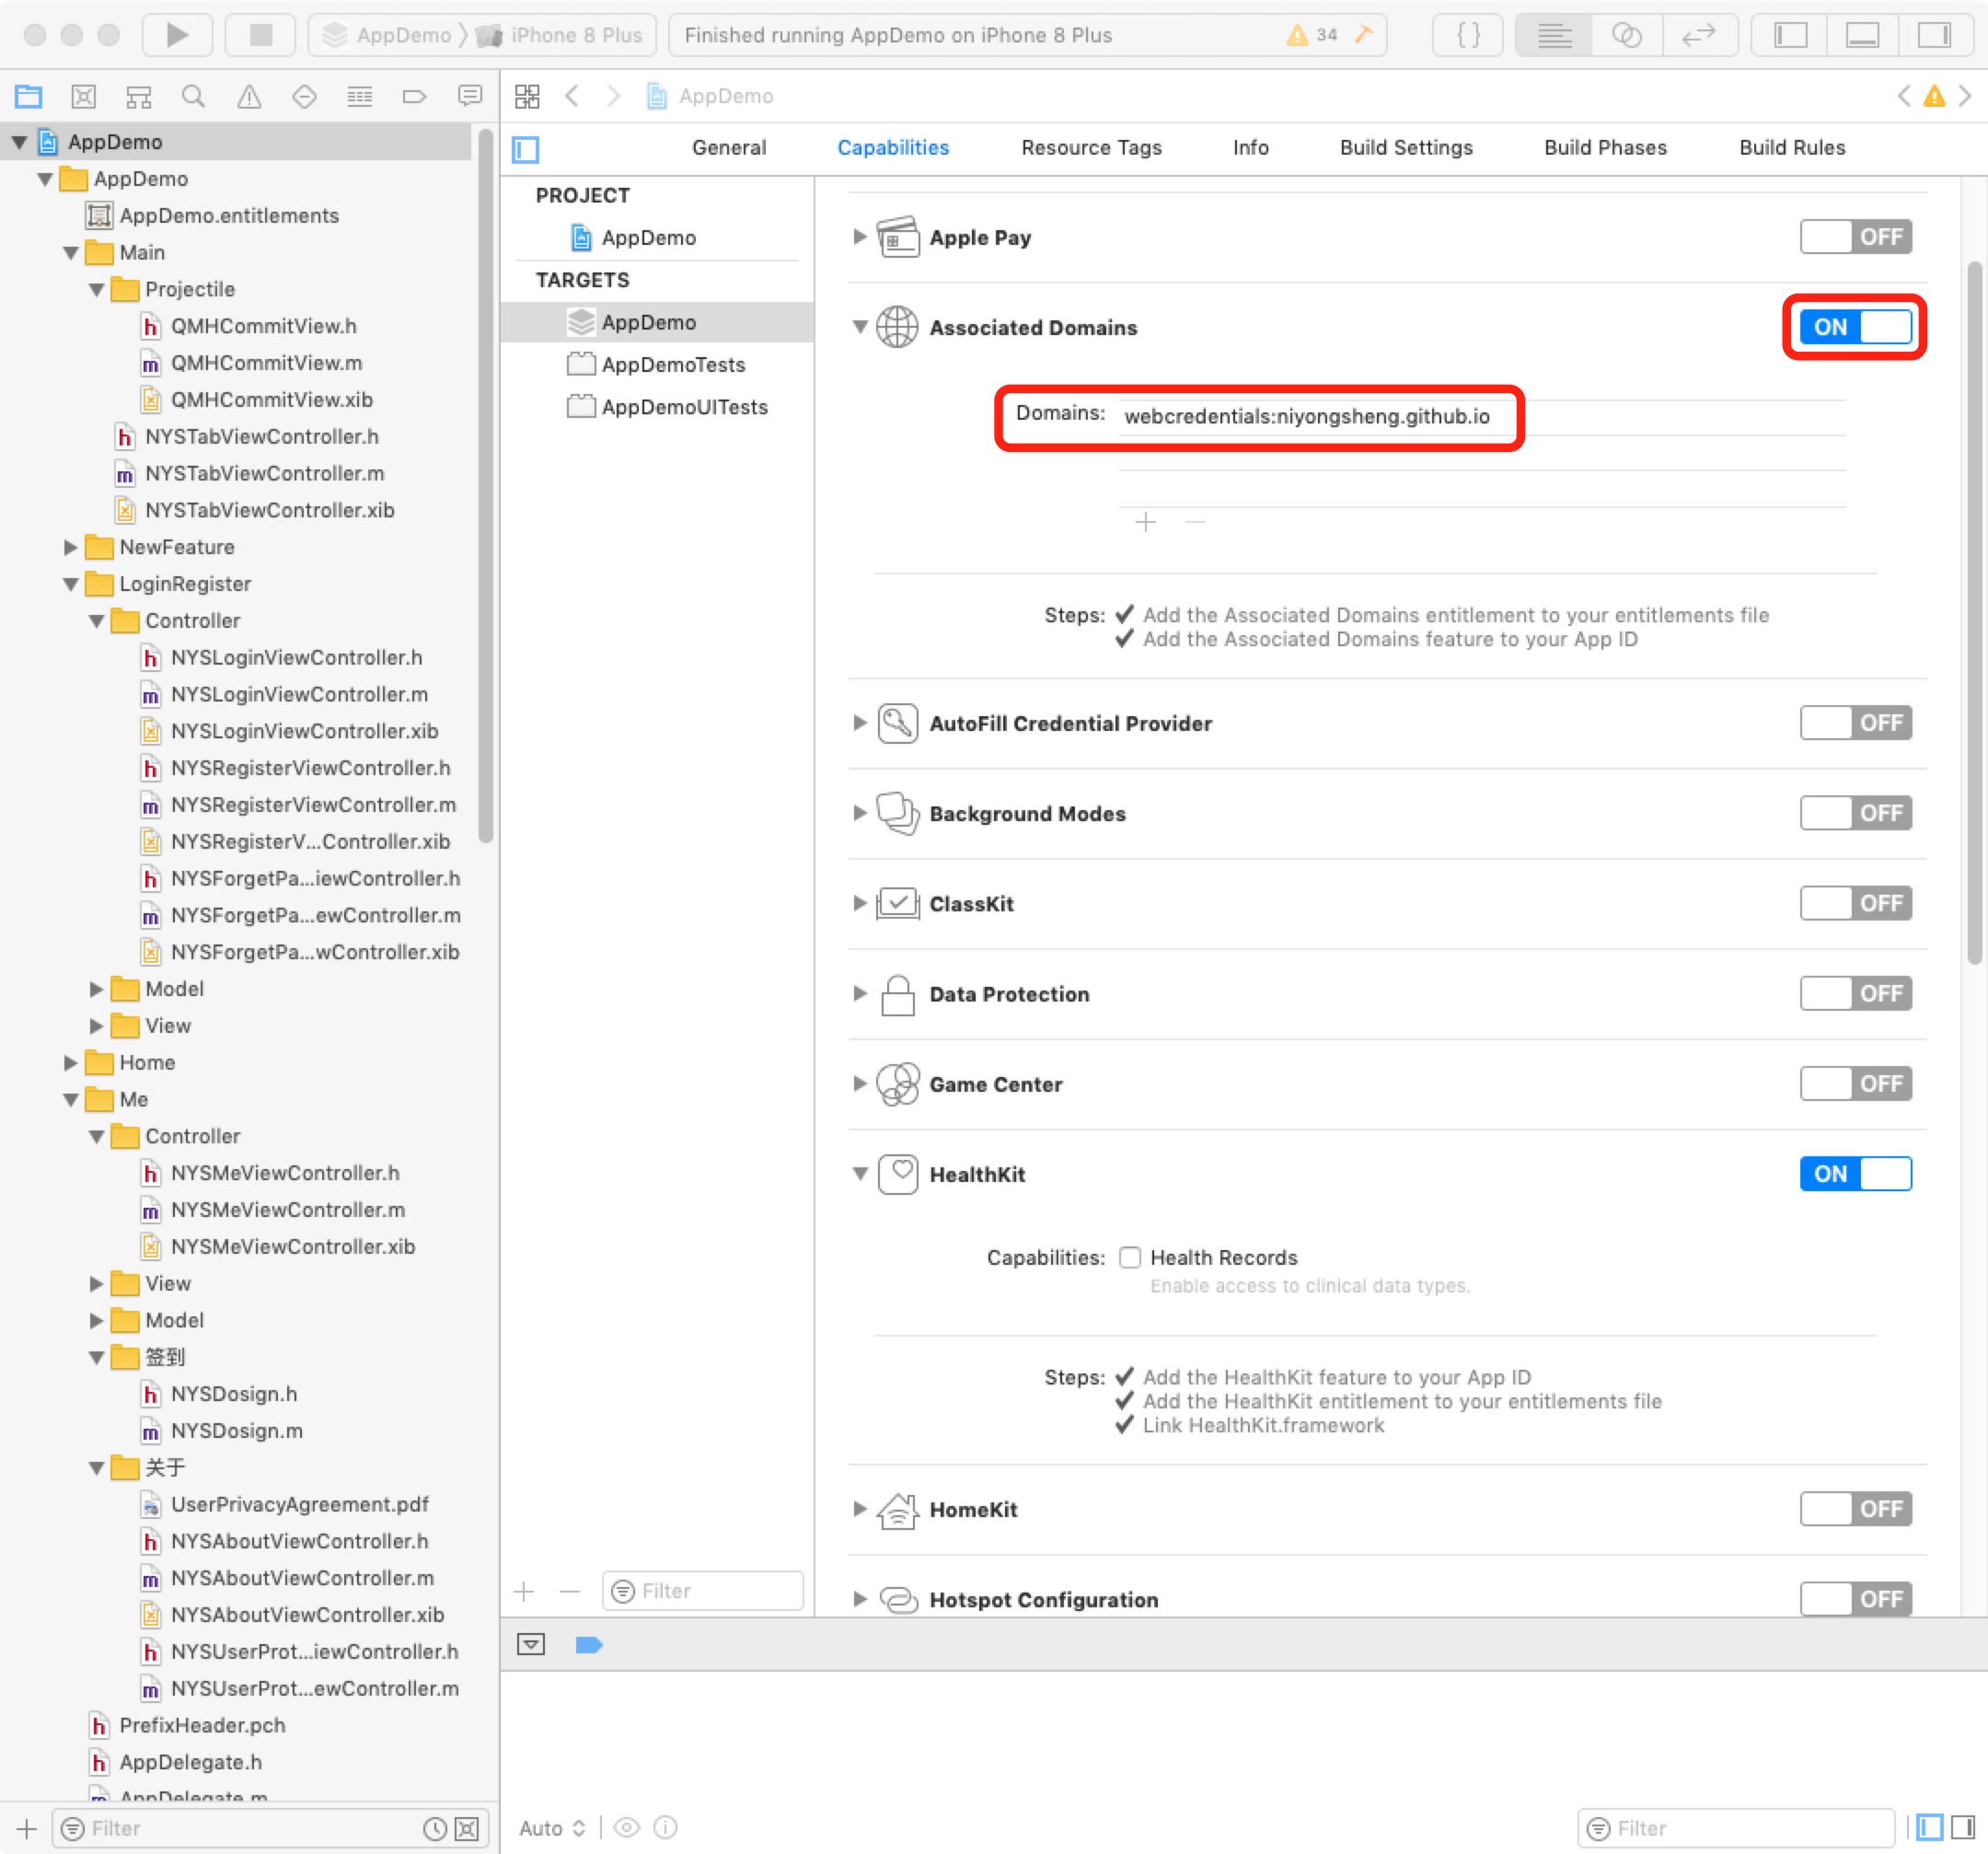 AppDemo
iPhone 8 Plus
Finished running AppDemo on iPhone 8 Plus
34
{ }
AppDemo
AppDemo
AppDemo.entitlements
Main
Projectile
h QMHCommitView.h
m QMHCommitView.m
QMHCommitView.xib
h NYSTabViewController.h
m NYSTabViewController.m
NYSTabViewController.xib
NewFeature
LoginRegister
Controller
h NYSLoginViewController.h
m NYSLoginViewController.m
NYSLoginViewController.xib
h NYSRegisterViewController.h
m NYSRegisterViewController.m
NYSRegisterV...Controller.xib
h NYSForgetPa...iewController.h
m NYSForgetPa...ewController.m
NYSForgetPa...wController.xib
Model
View
Home
Me
Controller
h NYSMeViewController.h
m NYSMeViewController.m
NYSMeViewController.xib
View
Model
签到
h NYSDosign.h
m NYSDosign.m
关于
UserPrivacyAgreement.pdf
h NYSAboutViewController.h
m NYSAboutViewController.m
NYSAboutViewController.xib
h NYSUserProt...iewController.h
m NYSUserProt...ewController.m
h PrefixHeader.pch
h AppDelegate.h
m AppDelegate.m
Filter
AppDemo
General
Capabilities
Resource Tags
Info
Build Settings
Build Phases
Build Rules
PROJECT
AppDemo
TARGETS
AppDemo
AppDemoTests
AppDemoUITests
Filter
Apple Pay
OFF
Associated Domains
ON
Domains: webcredentials:niyongsheng.github.io
Steps: ✔ Add the Associated Domains entitlement to your entitlements file
✔ Add the Associated Domains feature to your App ID
AutoFill Credential Provider
OFF
Background Modes
OFF
ClassKit
OFF
Data Protection
OFF
Game Center
OFF
HealthKit
ON
Capabilities: Health Records
Enable access to clinical data types.
Steps: ✔ Add the HealthKit feature to your App ID
✔ Add the HealthKit entitlement to your entitlements file
✔ Link HealthKit.framework
HomeKit
OFF
Hotspot Configuration
OFF
Auto
Filter